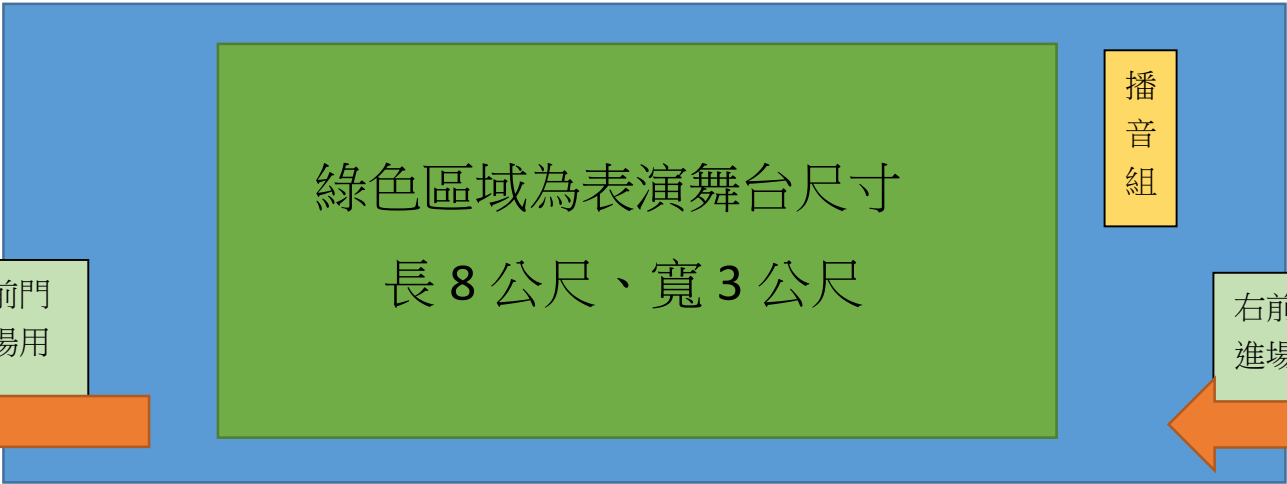 綠色區域為表演舞台尺寸
長 8 公尺、寬 3 公尺
播
音
組
前門
場用
右前
進場